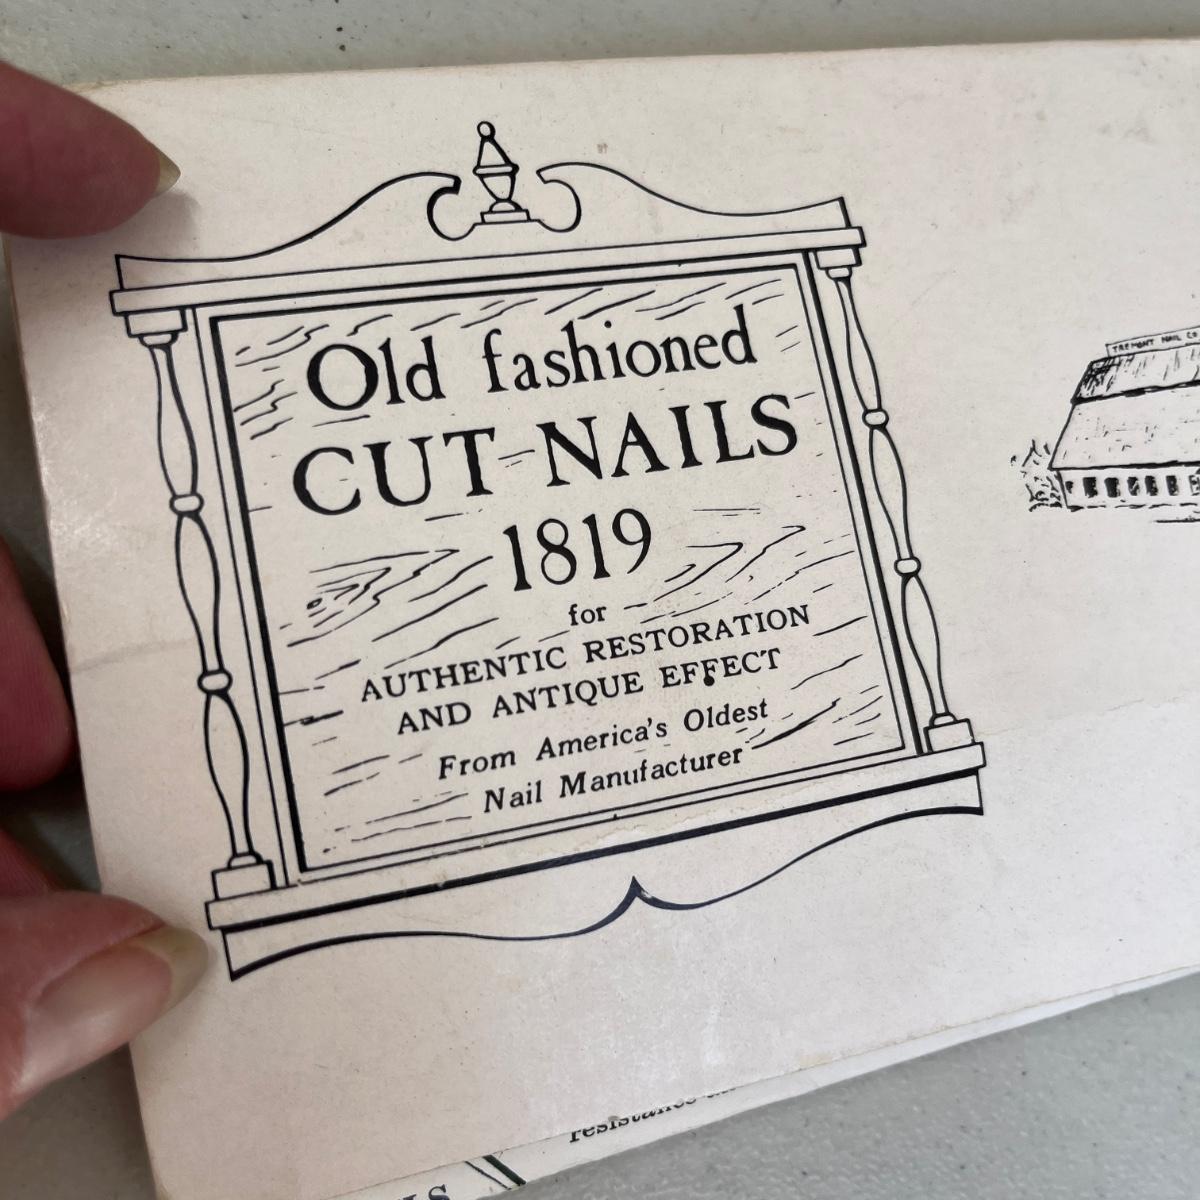 Old fashioned
CUT NAILS
1819
for
AUTHENTIC RESTORATION
AND ANTIQUE EFFECT
From America's Oldest
Nail Manufacturer
TREMONT NAIL CO
resistance